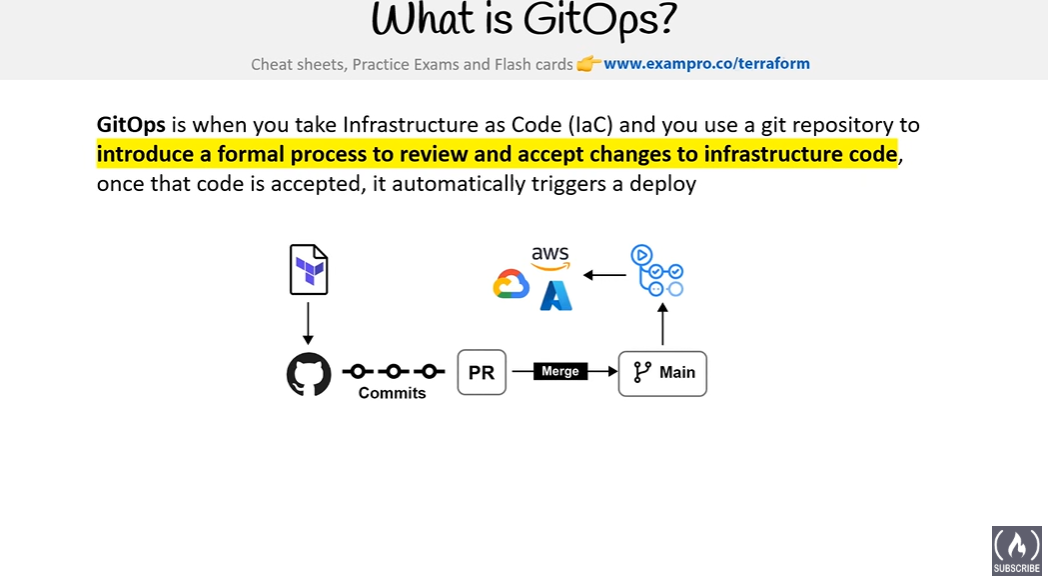 What is GitOps?
Cheat sheets, Practice Exams and Flash cards 👉 www.exampro.co/terraform
GitOps is when you take Infrastructure as Code (IaC) and you use a git repository to
introduce a formal process to review and accept changes to infrastructure code,
once that code is accepted, it automatically triggers a deploy
aws
Commits
PR
Merge
Main
SUBSCRIBE